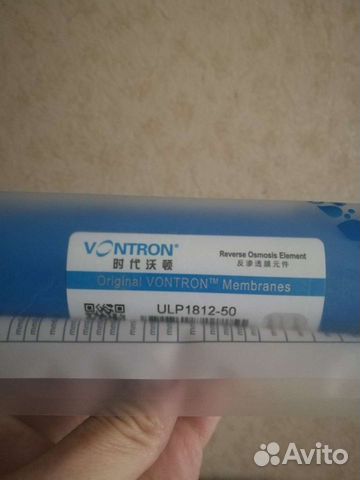 VONTRON®
时代沃顿
Reverse Osmosis Element
反渗透膜元件
Original VONTRON™ Membranes
ULP1812-50
Avito